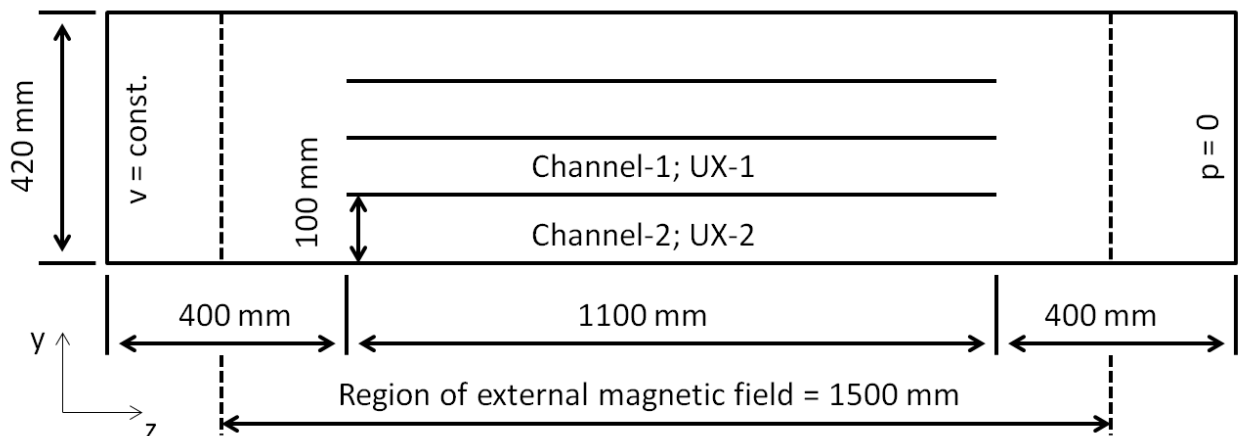 420 mm
v = const.
100 mm
Channel-1; UX-1
Channel-2; UX-2
p = 0
400 mm
1100 mm
400 mm
y
Region of external magnetic field = 1500 mm
z